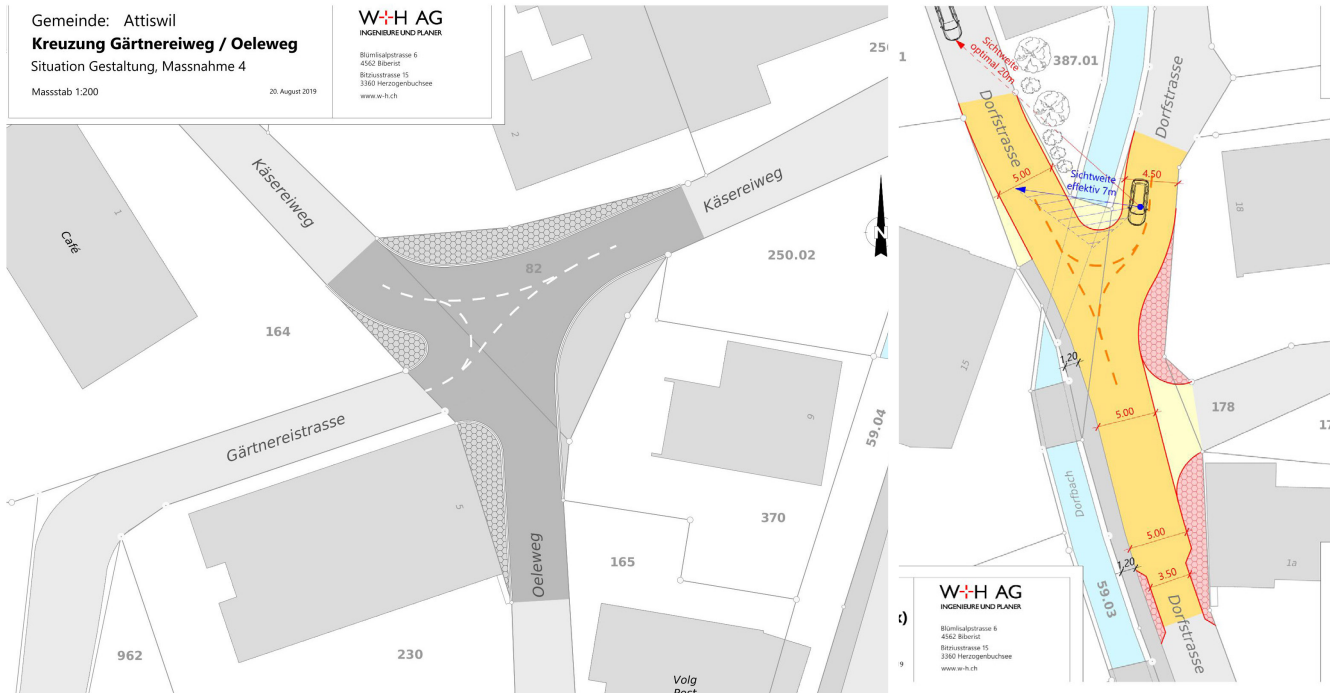 Gemeinde: Attiswil
Kreuzung Gärtnereiweg / Oeleweg
Situation Gestaltung, Massnahme 4
Massstab 1:200
20. August 2019
W+H AG
INGENIEURE UND PLANER
Blümlisalpstrasse 6
4562 Biberist
Bitziusstrasse 15
3360 Herzogenbuchsee
www.w-h.ch
2
250
Käsereiweg
Käsereiweg
1
Café
82
250.02
N
164
Gärtnereistrasse
6
59.04
5
370
Oeleweg
165
962
230
Volg
Post
1
Sichtweite
optimal 20m
387.01
Dorfstrasse
Dorfstrasse
5.00
Sichtweite
effektiv 7m
4.50
18
15
1,20
178
17
5.00
Dorfbach
5.00
1a
1,20
3.50
59.03
Dorfstrasse
x)
9
W+H AG
INGENIEURE UND PLANER
Blümlisalpstrasse 6
4562 Biberist
Bitziusstrasse 15
3360 Herzogenbuchsee
www.w-h.ch